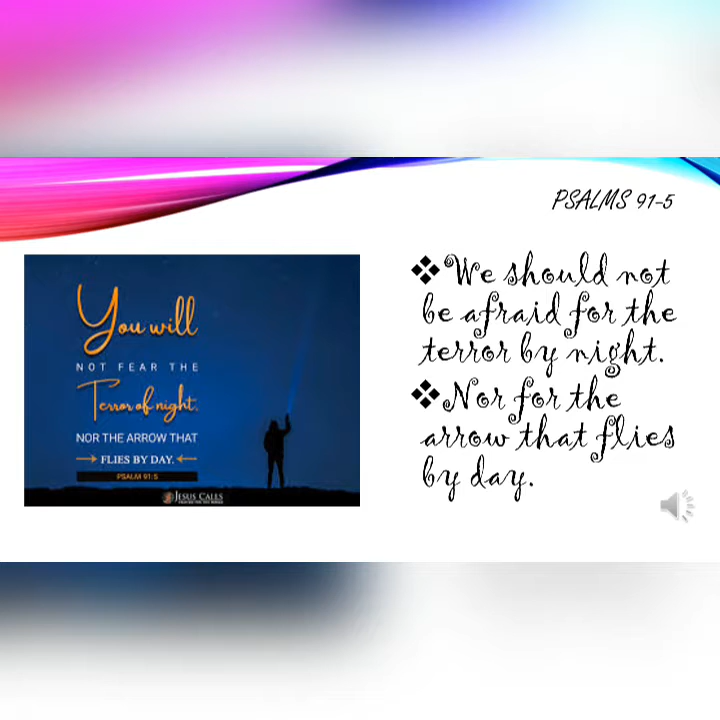 PSALMS 91-5
You will
NOT FEAR THE
Terror of night,
NOR THE ARROW THAT
FLIES BY DAY.
PSALM 91:5
JESUS CALLS
❖We should not
be afraid for the
terror by night.
❖Nor for the
arrow that flies
by day.